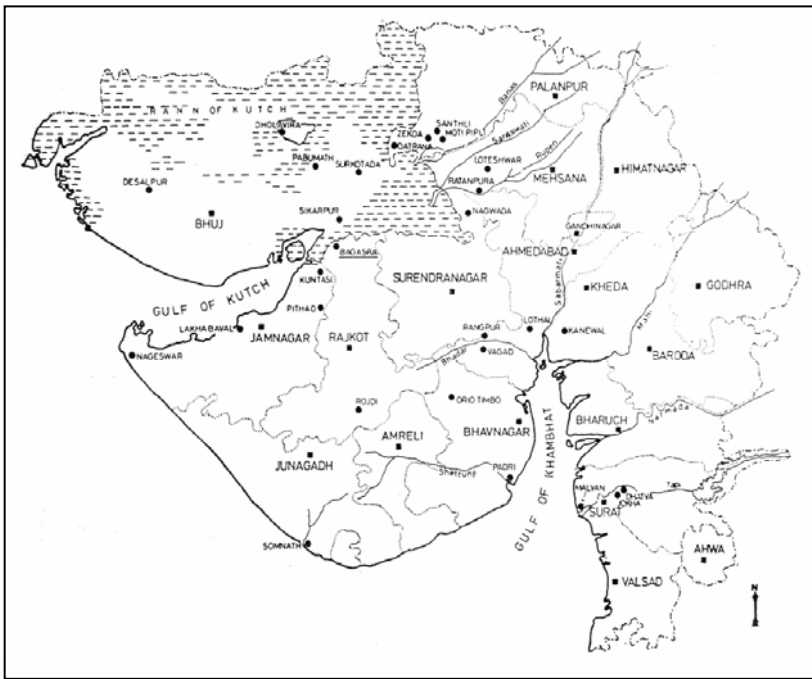 PALANPUR
Banas
SANTHLI
RANN OF KUTCH
DHOLAVIRA
ZEKDA
MOTI PIPLI
Saraswati
DATRANA
PABUMATH
SURKOTADA
LOTESHWAR
Rupen
HIMATNAGAR
MEHSANA
DESALPUR
RATANPURA
BHUJ
SIKARPUR
NAGWADA
GANDHINAGAR
BAGASRA
AHMEDABAD
KUNTASI
SURENDRANAGAR
Sabarmati
KHEDA
GODHRA
GULF OF KUTCH
PITHAD
LAKHABAVAL
JAMNAGAR
RAJKOT
RANGPUR
LOTHAL
KANEWAL
Mahi
NAGESWAR
Bhadar
VAGAD
BARODA
ROJDI
ORIO TIMBO
BHAVNAGAR
BHARUCH
Narmada
AMRELI
JUNAGADH
Shetrunji
PADRI
GULF OF KHAMBHAT
MALVAN
DHATVA
JOKHA
Tapi
SURAT
SOMNATH
AHWA
VALSAD
N